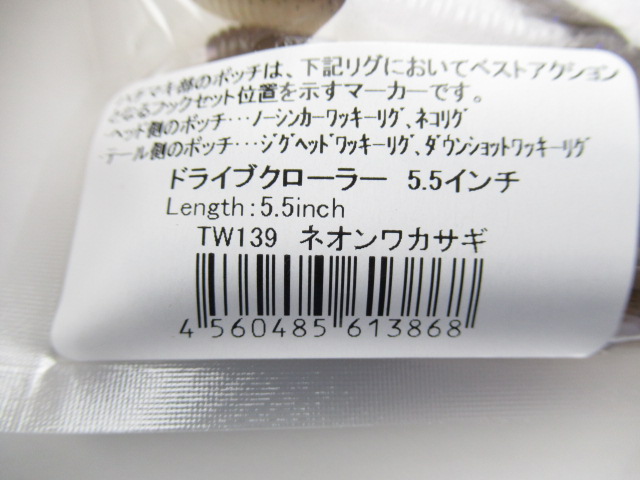 ハチマキ部のポッチは、下記リグにおいてベストアクション
となるフックセット位置を示すマーカーです。
・ヘッド側のポッチ…ノーシンカーワッキーリグ、ネコリグ
・テール側のポッチ…ジグヘッドワッキーリグ、ダウンショットワッキーリグ
ドライブクローラー 5.5インチ
Length:5.5inch
TW139 ネオンワカサギ
4 560485 613868